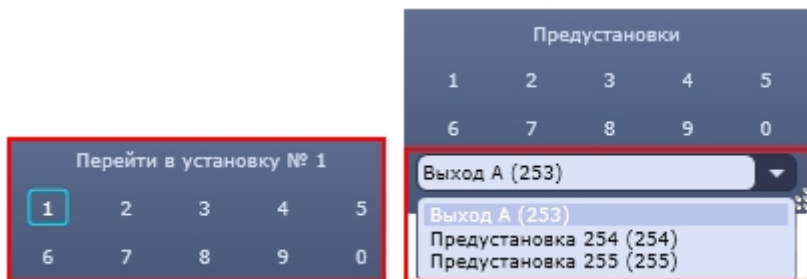 Перейти в установку № 1
1 2 3 4 5
6 7 8 9 0
Предустановки
1 2 3 4 5
6 7 8 9 0
Выход А (253)
Выход А (253)
Предустановка 254 (254)
Предустановка 255 (255)